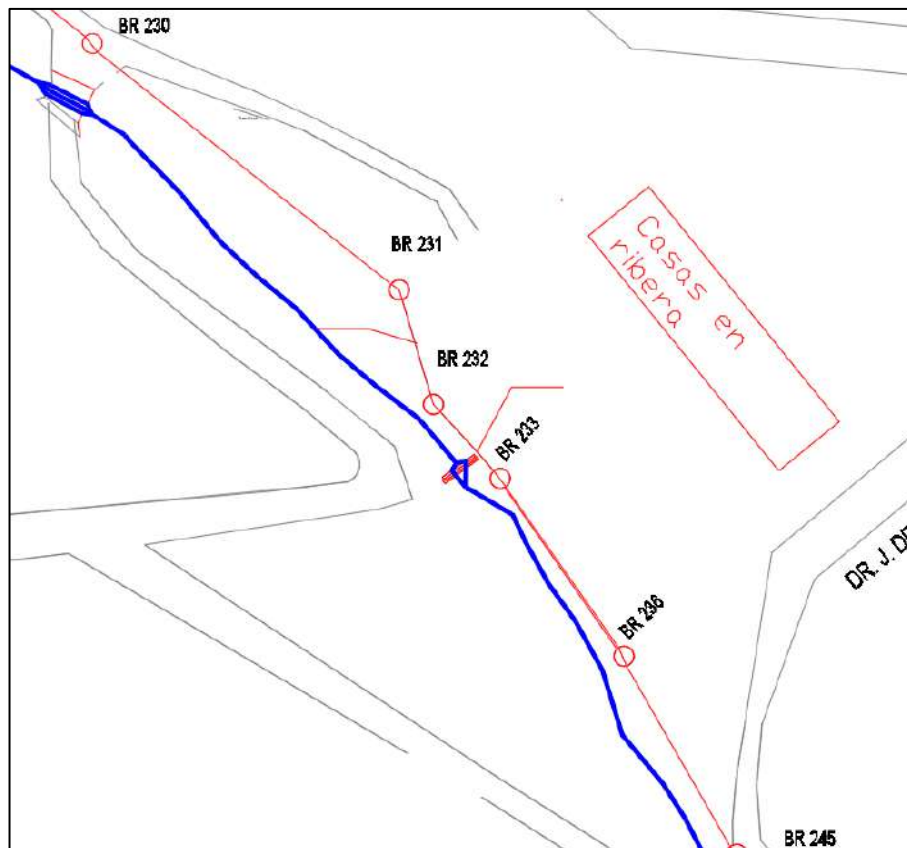 BR 230
BR 231
Casas en
ribera
BR 232
BR 233
DR. J. DE
BR 236
BR 245